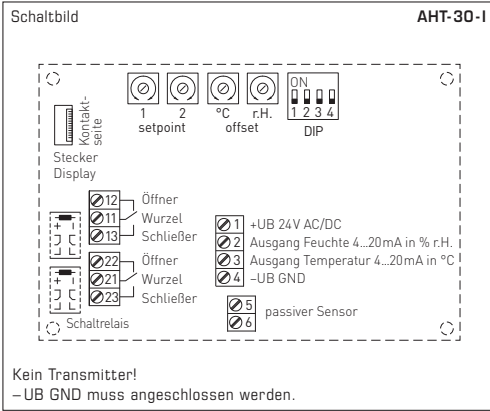 Schaltbild AHT-30-I
ON
1 2 3 4
DIP
1 2
setpoint
°C r.H.
offset
Kontakt-
seite
Stecker
Display
12 Öffner
11 Wurzel
13 Schließer
22 Öffner
21 Wurzel
23 Schließer
Schaltrelais
1 +UB 24V AC/DC
2 Ausgang Feuchte 4...20mA in % r.H.
3 Ausgang Temperatur 4...20mA in °C
4 –UB GND
5
6
passiver Sensor
Kein Transmitter!
–UB GND muss angeschlossen werden.